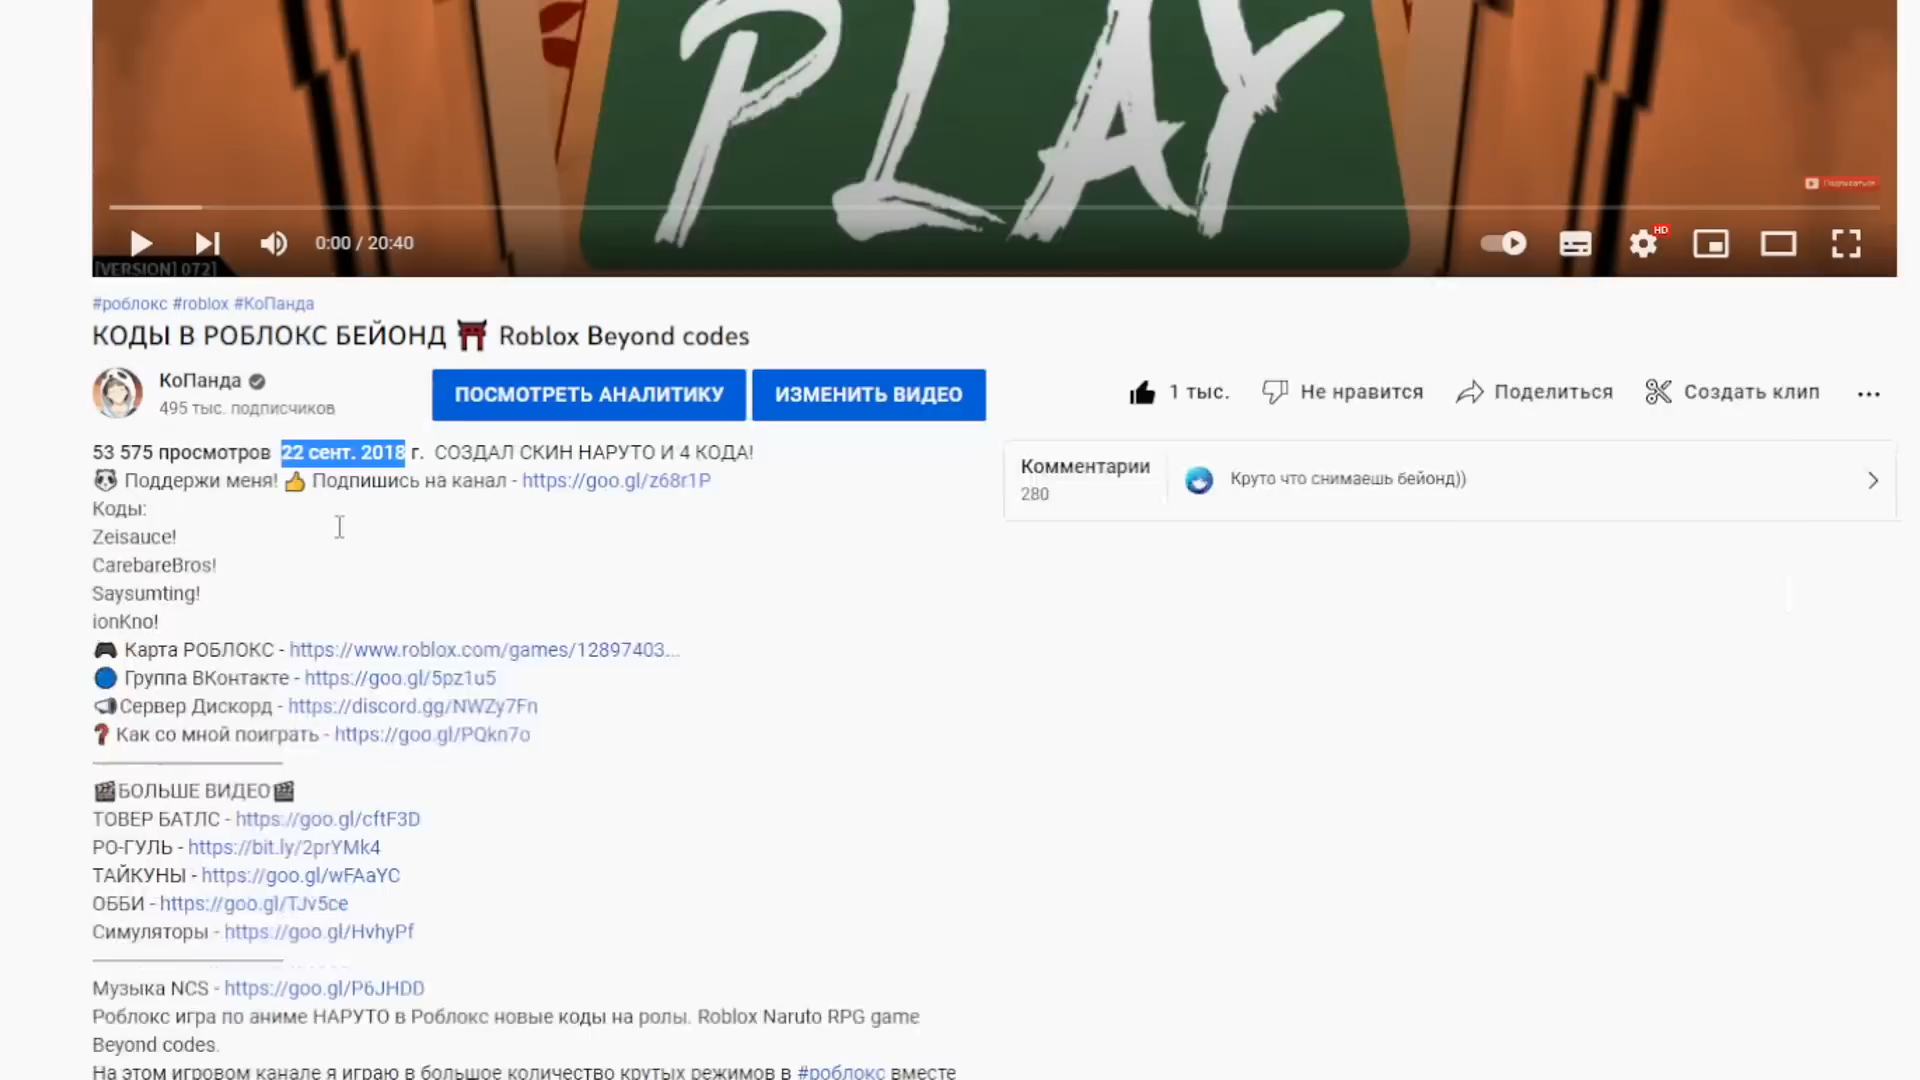 PLAY
Подписаться
0:00 / 20:40
HD
[VERSION] 072]
#роблокс #roblox #КоПанда
КОДЫ В РОБЛОКС БЕЙОНД ⛩️ Roblox Beyond codes
КоПанда
495 тыс. подписчиков
ПОСМОТРЕТЬ АНАЛИТИКУ
ИЗМЕНИТЬ ВИДЕО
1 тыс.
Не нравится
Поделиться
Создать клип
53 575 просмотров 22 сент. 2018 г. СОЗДАЛ СКИН НАРУТО И 4 КОДА!
🐼 Поддержи меня! 👍 Подпишись на канал - https://goo.gl/z68r1P
Комментарии
280
Круто что снимаешь бейонд))
Коды:
Zeisauce!
CarebareBros!
Saysumting!
ionKno!
🎮 Карта РОБЛОКС - https://www.roblox.com/games/12897403...
🔵 Группа ВКонтакте - https://goo.gl/5pz1u5
📣Сервер Дискорд - https://discord.gg/NWZy7Fn
❓ Как со мной поиграть - https://goo.gl/PQkn7o
🎬БОЛЬШЕ ВИДЕО🎬
ТОВЕР БАТЛС - https://goo.gl/cftF3D
РО-ГУЛЬ - https://bit.ly/2prYMk4
ТАЙКУНЫ - https://goo.gl/wFAaYC
ОББИ - https://goo.gl/TJv5ce
Симуляторы - https://goo.gl/HvhyPf
Музыка NCS - https://goo.gl/P6JHDD
Роблокс игра по аниме НАРУТО в Роблокс новые коды на ролы. Roblox Naruto RPG game
Beyond codes.
На этом игровом канале я играю в большое количество крутых режимов в #роблокс вместе